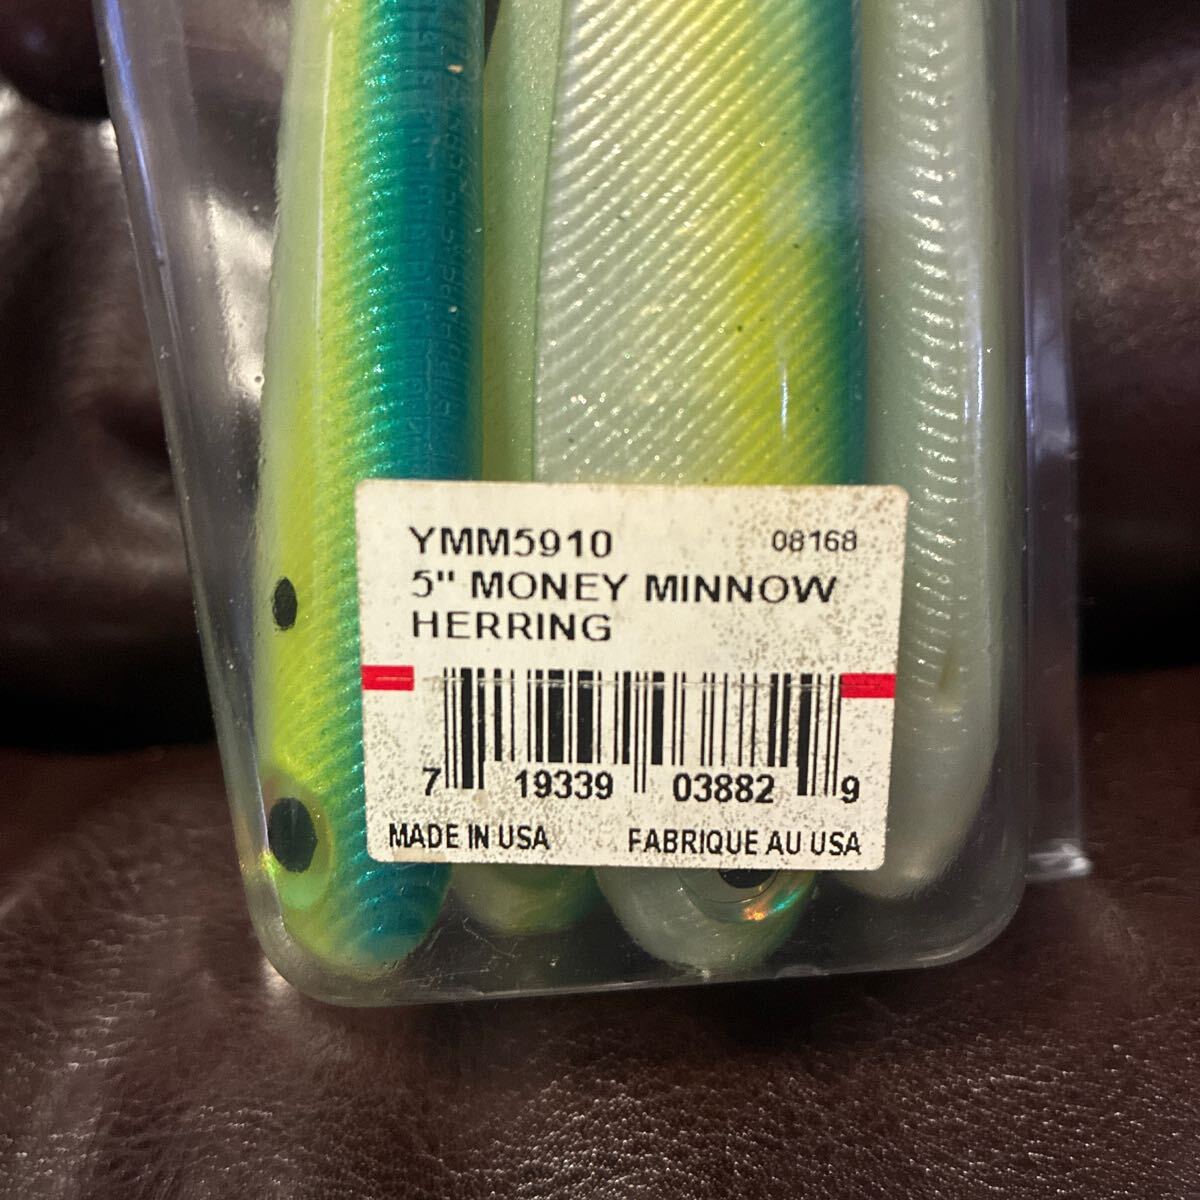 YMM5910 08168
5" MONEY MINNOW
HERRING
7 19339 03882 9
MADE IN USA FABRIQUE AU USA